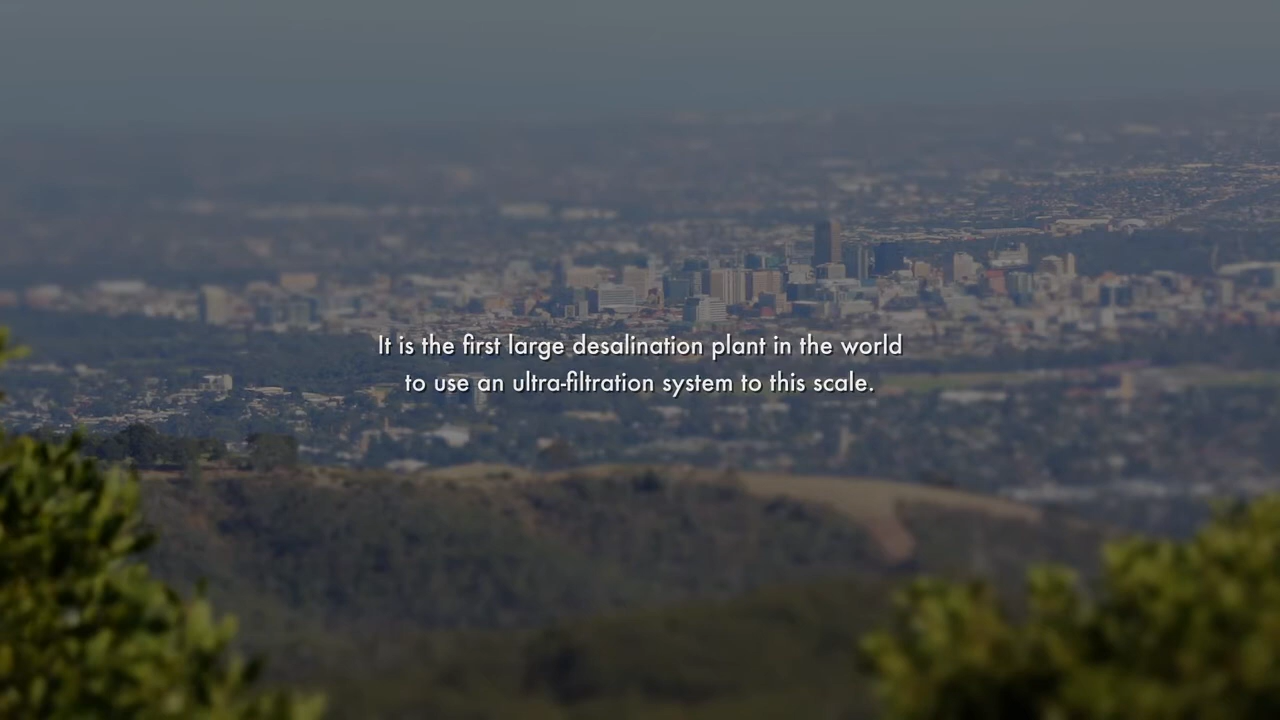 It is the first large desalination plant in the world
to use an ultra-filtration system to this scale.